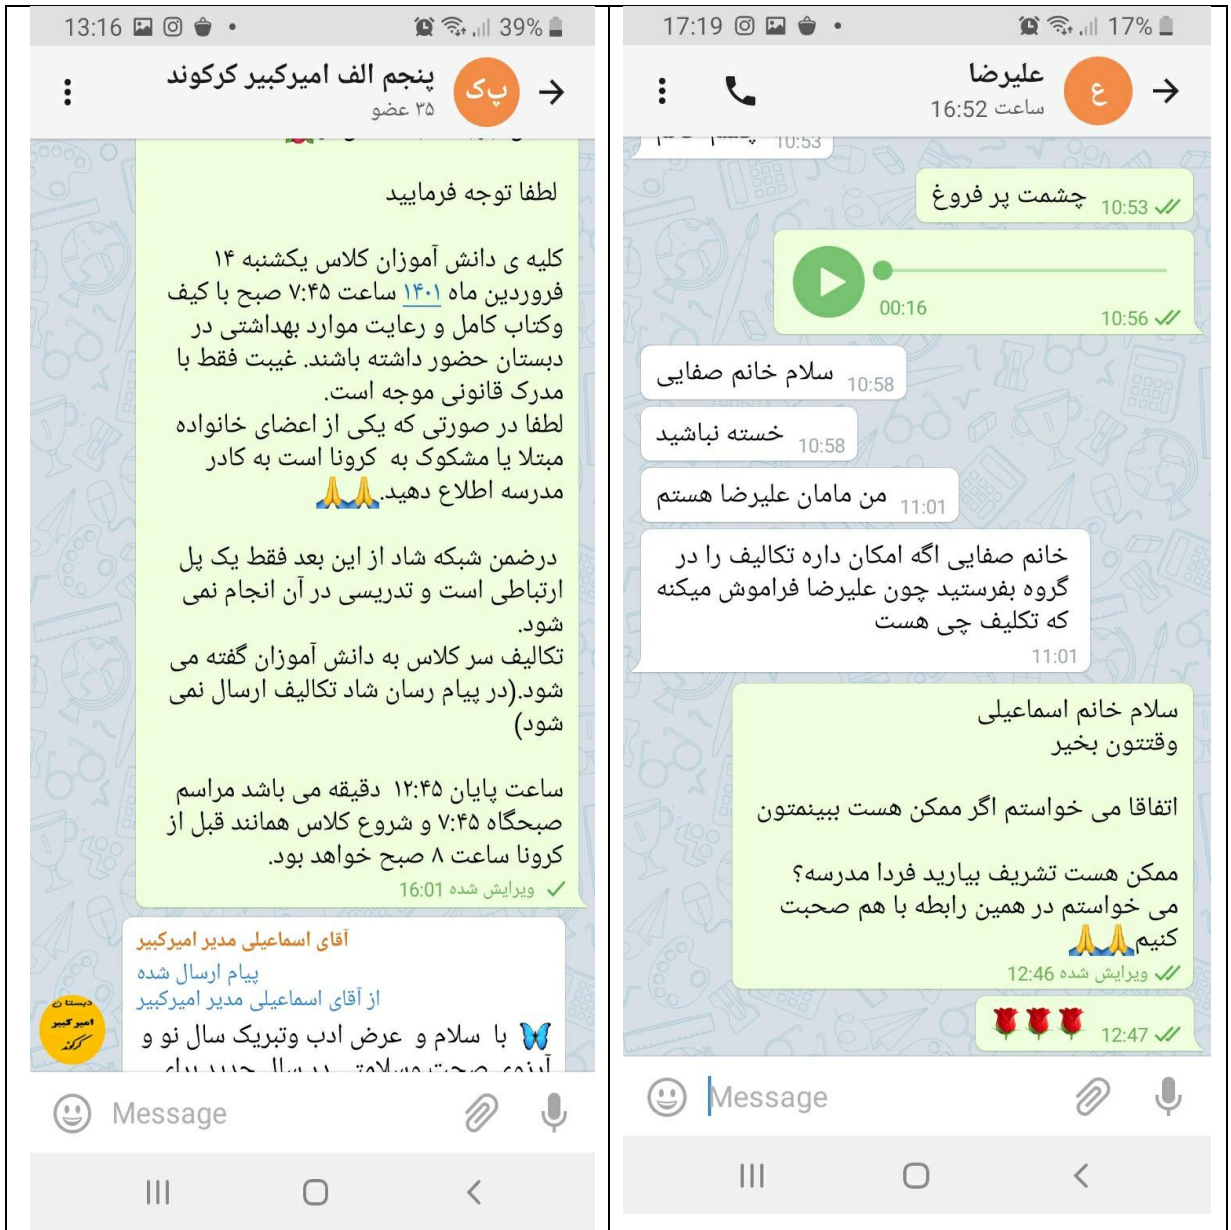 13:16
39%
پنجم الف امیرکبیر کرکوند
۳۵ عضو
پ ک
لطفا توجه فرمایید
کلیه ی دانش آموزان کلاس یکشنبه ۱۴
فروردین ماه ۱۴۰۱ ساعت ۷:۴۵ صبح با کیف
وکتاب کامل و رعایت موارد بهداشتی در
دبستان حضور داشته باشند. غیبت فقط با
مدرک قانونی موجه است.
لطفا در صورتی که یکی از اعضای خانواده
مبتلا یا مشکوک به کرونا است به کادر
مدرسه اطلاع دهید.🙏🙏
درضمن شبکه شاد از این بعد فقط یک پل
ارتباطی است و تدریسی در آن انجام نمی
شود.
تکالیف سر کلاس به دانش آموزان گفته می
شود.(در پیام رسان شاد تکالیف ارسال نمی
شود)
ساعت پایان ۱۲:۴۵ دقیقه می باشد مراسم
صبحگاه ۷:۴۵ و شروع کلاس همانند قبل از
کرونا ساعت ۸ صبح خواهد بود.
ویرایش شده 16:01
آقای اسماعیلی مدیر امیرکبیر
پیام ارسال شده
از آقای اسماعیلی مدیر امیرکبیر
🦋 با سلام و عرض ادب وتبریک سال نو و
آرزوی صحت وسلامتی در سال جدید برای
دبستان
امیر کبیر
Message
17:19
17%
علیرضا
ساعت 16:52
ع
10:53
چشمت پر فروغ
10:53
00:16
10:56
سلام خانم صفایی
10:58
خسته نباشید
10:58
من مامان علیرضا هستم
11:01
خانم صفایی اگه امکان داره تکالیف را در
گروه بفرستید چون علیرضا فراموش میکنه
که تکلیف چی هست
11:01
سلام خانم اسماعیلی
وقتتون بخیر
اتفاقا می خواستم اگر ممکن هست ببینمتون
ممکن هست تشریف بیارید فردا مدرسه؟
می خواستم در همین رابطه با هم صحبت
کنیم🙏🙏
ویرایش شده 12:46
🌹🌹🌹
12:47
Message